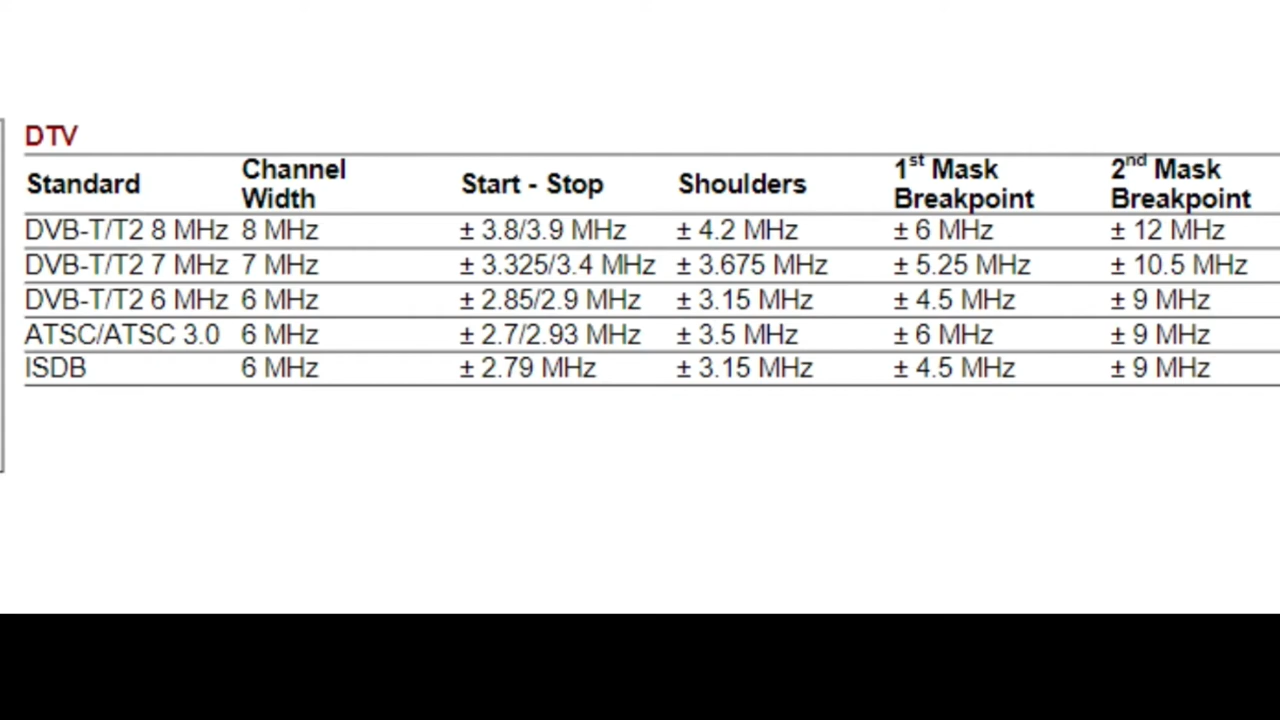 DTV
Standard Channel Width Start - Stop Shoulders 1st Mask Breakpoint 2nd Mask Breakpoint
DVB-T/T2 8 MHz 8 MHz ± 3.8/3.9 MHz ± 4.2 MHz ± 6 MHz ± 12 MHz
DVB-T/T2 7 MHz 7 MHz ± 3.325/3.4 MHz ± 3.675 MHz ± 5.25 MHz ± 10.5 MHz
DVB-T/T2 6 MHz 6 MHz ± 2.85/2.9 MHz ± 3.15 MHz ± 4.5 MHz ± 9 MHz
ATSC/ATSC 3.0 6 MHz ± 2.7/2.93 MHz ± 3.5 MHz ± 6 MHz ± 9 MHz
ISDB 6 MHz ± 2.79 MHz ± 3.15 MHz ± 4.5 MHz ± 9 MHz